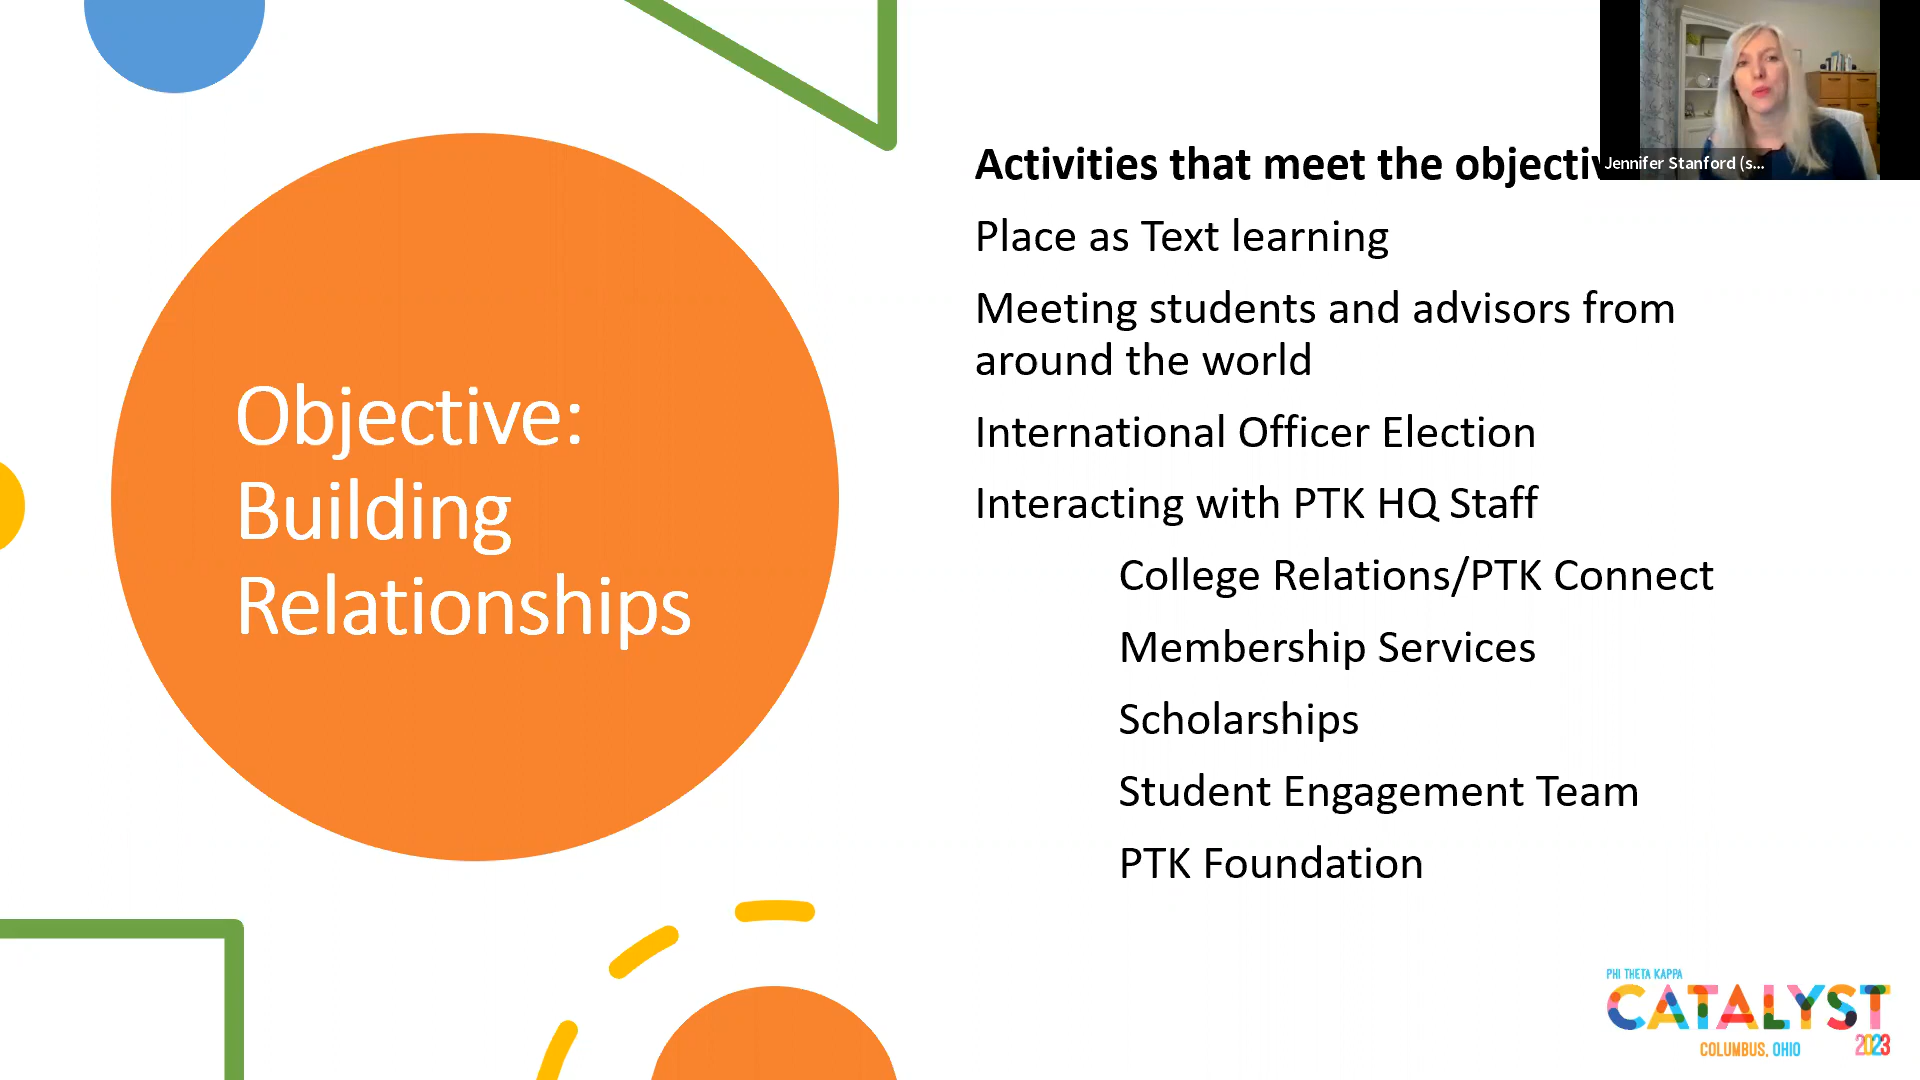 Objective:
Building
Relationships
Activities that meet the
Place as Text learning
Meeting students and advisors from
around the world
International Officer Election
Interacting with PTK HQ Staff
College Relations/PTK Connect
Membership Services
Scholarships
Student Engagement Team
PTK Foundation
Jennifer Stanford (s...
PHI THETA KAPPA
CATALYST
COLUMBUS, OHIO 2023